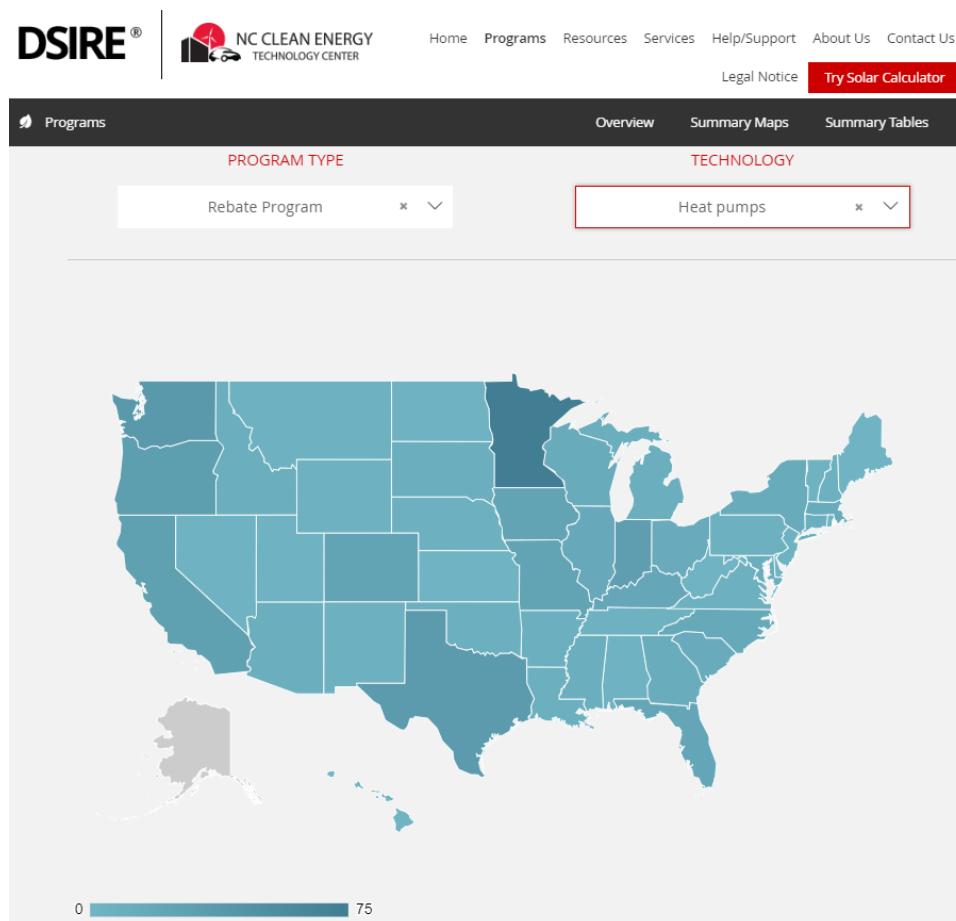 DSIRE ®
NC CLEAN ENERGY
TECHNOLOGY CENTER
Home Programs Resources Services Help/Support About Us Contact Us
Legal Notice Try Solar Calculator
Programs Overview Summary Maps Summary Tables
PROGRAM TYPE TECHNOLOGY
Rebate Program × Heat pumps ×
0 75